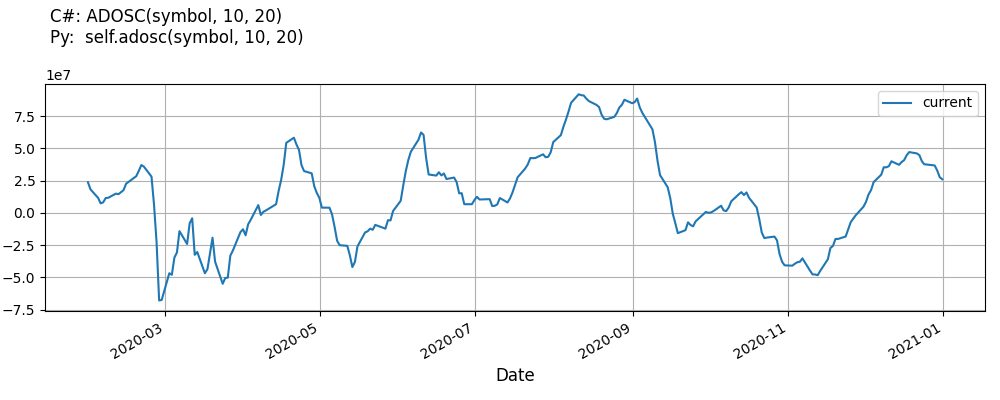 C#: ADOSC(symbol, 10, 20)
Py:  self.adosc(symbol, 10, 20)
1e7
current
7.5
5.0
2.5
0.0
−2.5
−5.0
−7.5
2020-03
2020-05
2020-07
2020-09
2020-11
2021-01
Date